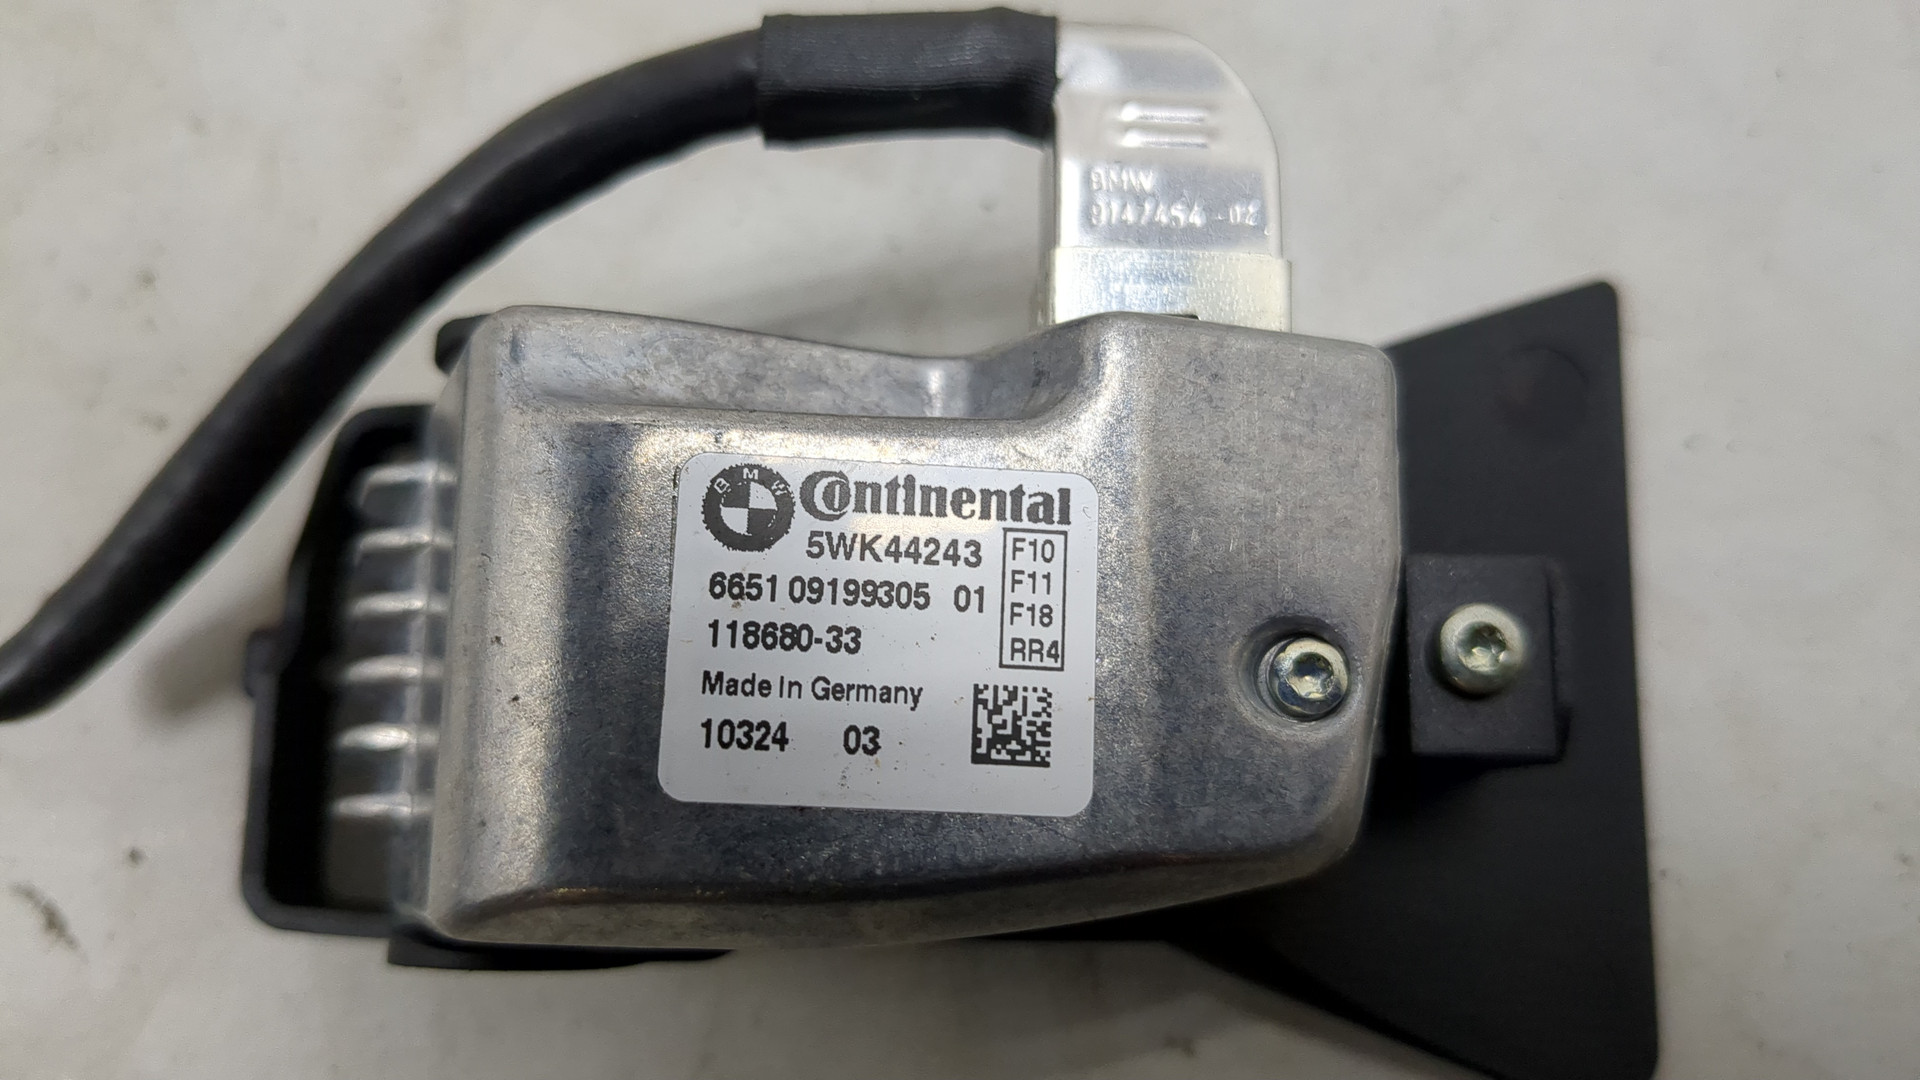 BMW
9147454-02
BMW
Continental
5WK44243
6651 09199305 01
118680-33
F10
F11
F18
RR4
Made In Germany
10324 03